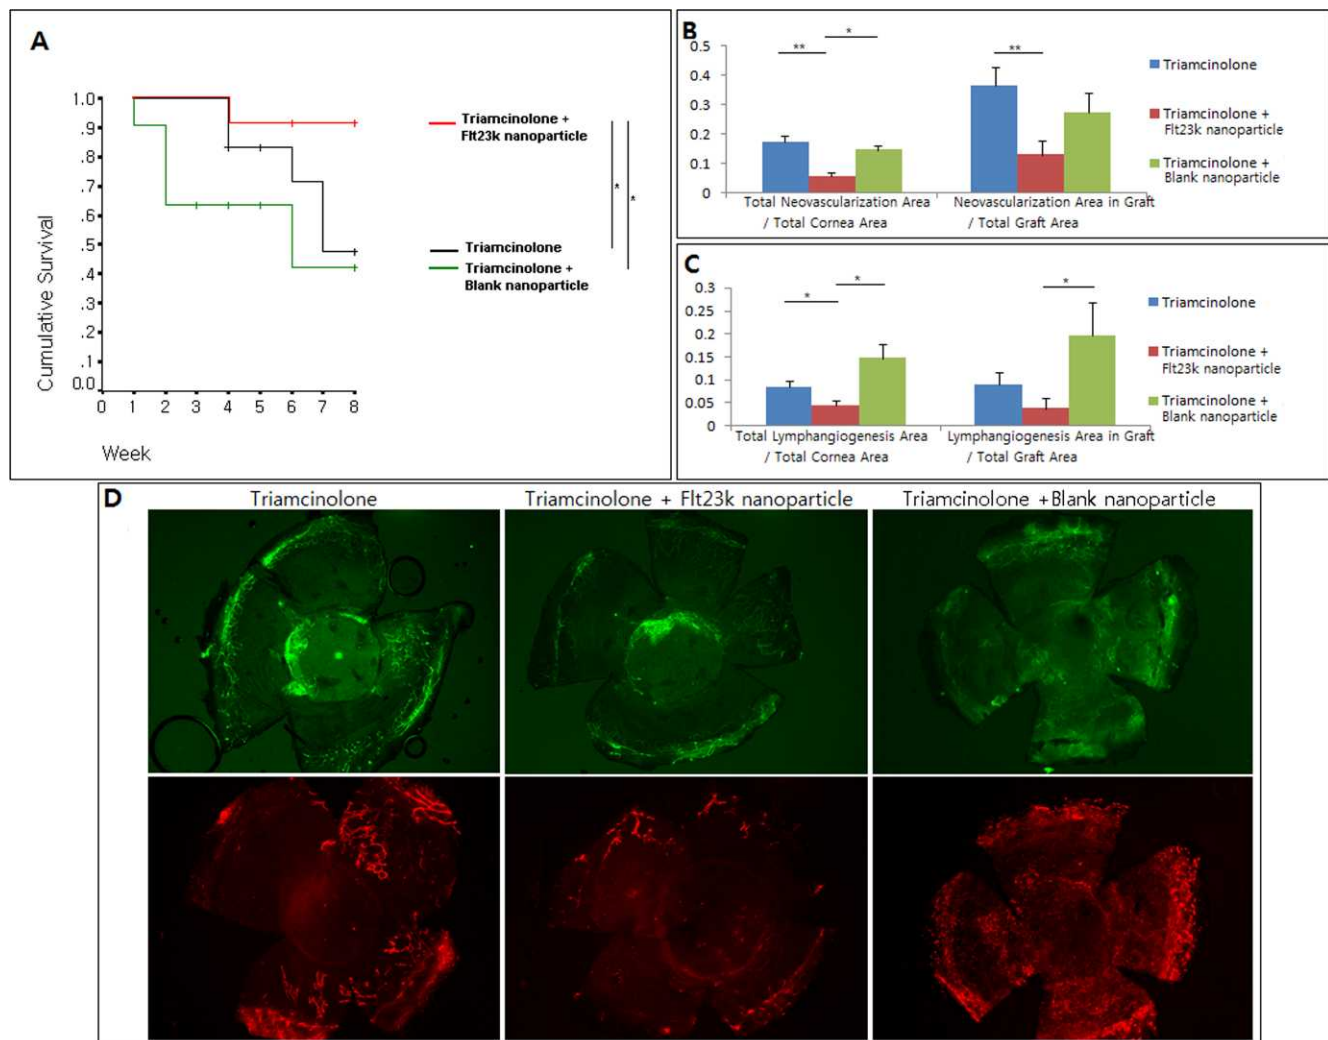 A
1.0
.9
.8
.7
.6
.5
.4
.3
.2
.1
0.0
0 1 2 3 4 5 6 7 8
Cumulative Survival
Week
Triamcinolone +
Flt23k nanoparticle
Triamcinolone
Triamcinolone +
Blank nanoparticle
*
*
B
0.5
0.4
0.3
0.2
0.1
0
** *
**
Total Neovascularization Area
/ Total Cornea Area
Neovascularization Area in Graft
/ Total Graft Area
Triamcinolone
Triamcinolone +
Flt23k nanoparticle
Triamcinolone +
Blank nanoparticle
C
0.3
0.25
0.2
0.15
0.1
0.05
0
* *
*
Total Lymphangiogenesis Area
/ Total Cornea Area
Lymphangiogenesis Area in Graft
/ Total Graft Area
Triamcinolone
Triamcinolone +
Flt23k nanoparticle
Triamcinolone +
Blank nanoparticle
D
Triamcinolone
Triamcinolone + Flt23k nanoparticle
Triamcinolone +Blank nanoparticle